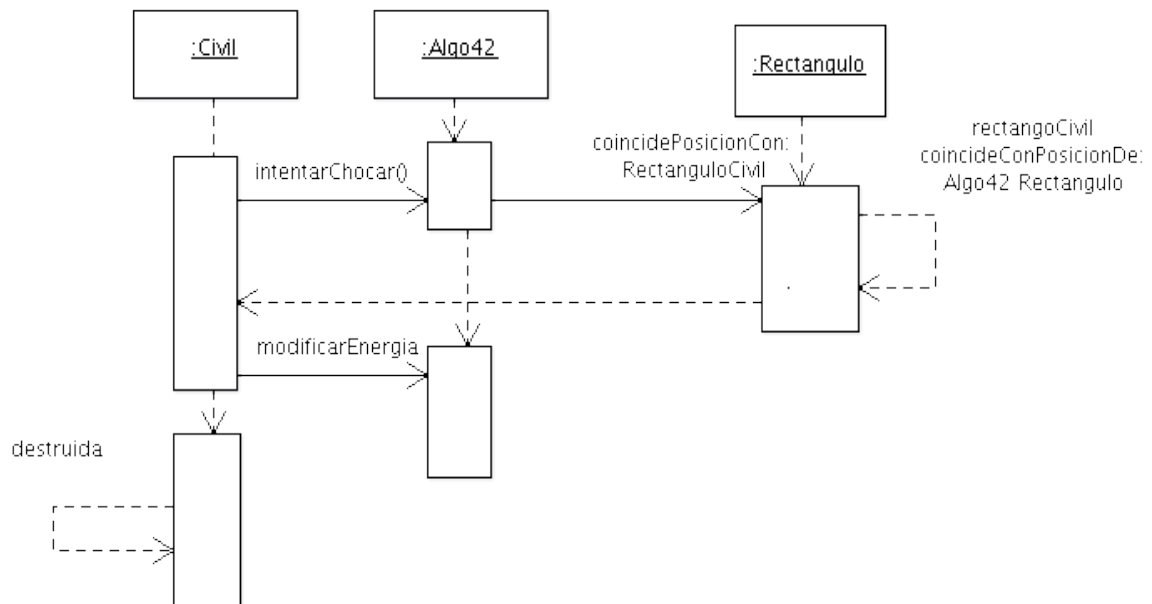 :Civil
:Algo42
:Rectangulo
intentarChocar()
coincidePosicionCon:
RectanguloCivil
rectangoCivil
coincideConPosicionDe:
Algo42 Rectangulo
modificarEnergia
destruida